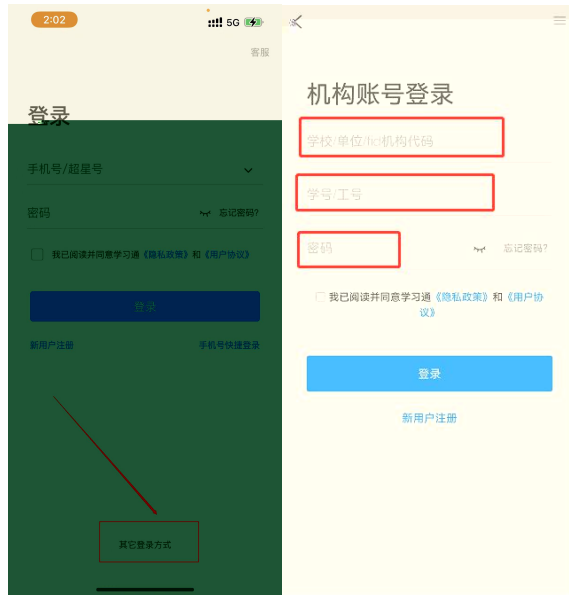 2:02
5G
客服
登录
手机号/超星号
密码
忘记密码?
我已阅读并同意学习通《隐私政策》和《用户协议》
登录
新用户注册
手机号快捷登录
其它登录方式
机构账号登录
学校/单位/fid/机构代码
学号/工号
密码
忘记密码?
我已阅读并同意学习通《隐私政策》和《用户协
议》
登录
新用户注册